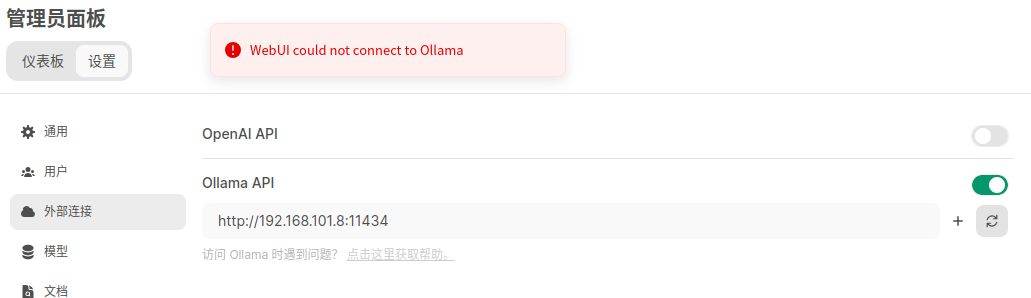 管理员面板
WebUI could not connect to Ollama
仪表板 设置
通用
OpenAI API
用户
Ollama API
外部连接
http://192.168.101.8:11434
模型
访问 Ollama 时遇到问题? 点击这里获取帮助。
文档